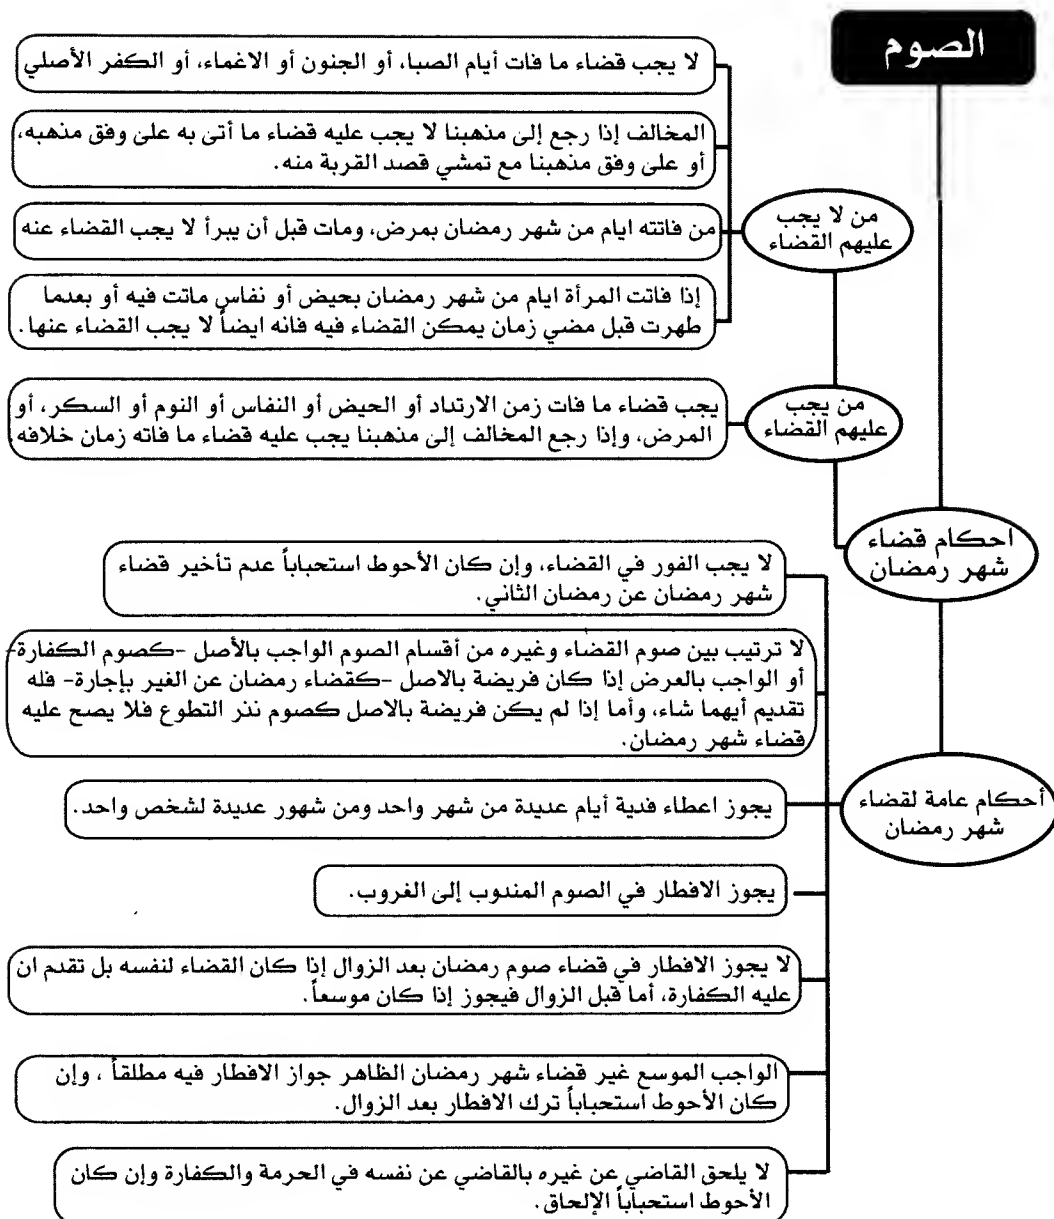 الصوم
لا يجب قضاء ما فات أيام الصبا، أو الجنون أو الاغماء، أو الكفر الأصلي
المخالف إذا رجع إلى مذهبنا لا يجب عليه قضاء ما أتى به على وفق مذهبه،
أو على وفق مذهبنا مع تمشي قصد القربة منه.
من لا يجب
عليهم القضاء
من فاتته ايام من شهر رمضان بمرض، ومات قبل أن يبرأ لا يجب القضاء عنه
إذا فاتت المرأة ايام من شهر رمضان بحيض أو نفاس ماتت فيه أو بعدما
طهرت قبل مضي زمان يمكن القضاء فيه فانه ايضاً لا يجب القضاء عنها.
من يجب
عليهم القضاء
يجب قضاء ما فات زمن الارتداد أو الحيض أو النفاس أو النوم أو السكر، أو
المرض، وإذا رجع المخالف إلى مذهبنا يجب عليه قضاء ما فاته زمان خلافه
احكام قضاء
شهر رمضان
لا يجب الفور في القضاء، وإن كان الأحوط استحباباً عدم تأخير قضاء
شهر رمضان عن رمضان الثاني.
لا ترتيب بين صوم القضاء وغيره من أقسام الصوم الواجب بالأصل -كصوم الكفارة-
أو الواجب بالعرض إذا كان فريضة بالاصل -كقضاء رمضان عن الغير بإجارة- فله
تقديم أيهما شاء، وأما إذا لم يكن فريضة بالاصل كصوم نذر التطوع فلا يصح عليه
قضاء شهر رمضان.
أحكام عامة لقضاء
شهر رمضان
يجوز اعطاء فدية أيام عديدة من شهر واحد ومن شهور عديدة لشخص واحد.
يجوز الافطار في الصوم المندوب إلى الغروب.
لا يجوز الافطار في قضاء صوم رمضان بعد الزوال إذا كان القضاء لنفسه بل تقدم ان
عليه الكفارة، أما قبل الزوال فيجوز إذا كان موسعاً.
الواجب الموسع غير قضاء شهر رمضان الظاهر جواز الافطار فيه مطلقاً ، وإن
كان الأحوط استحباباً ترك الافطار بعد الزوال.
لا يلحق القاضي عن غيره بالقاضي عن نفسه في الحرمة والكفارة وإن كان
الأحوط استحباباً الإلحاق.